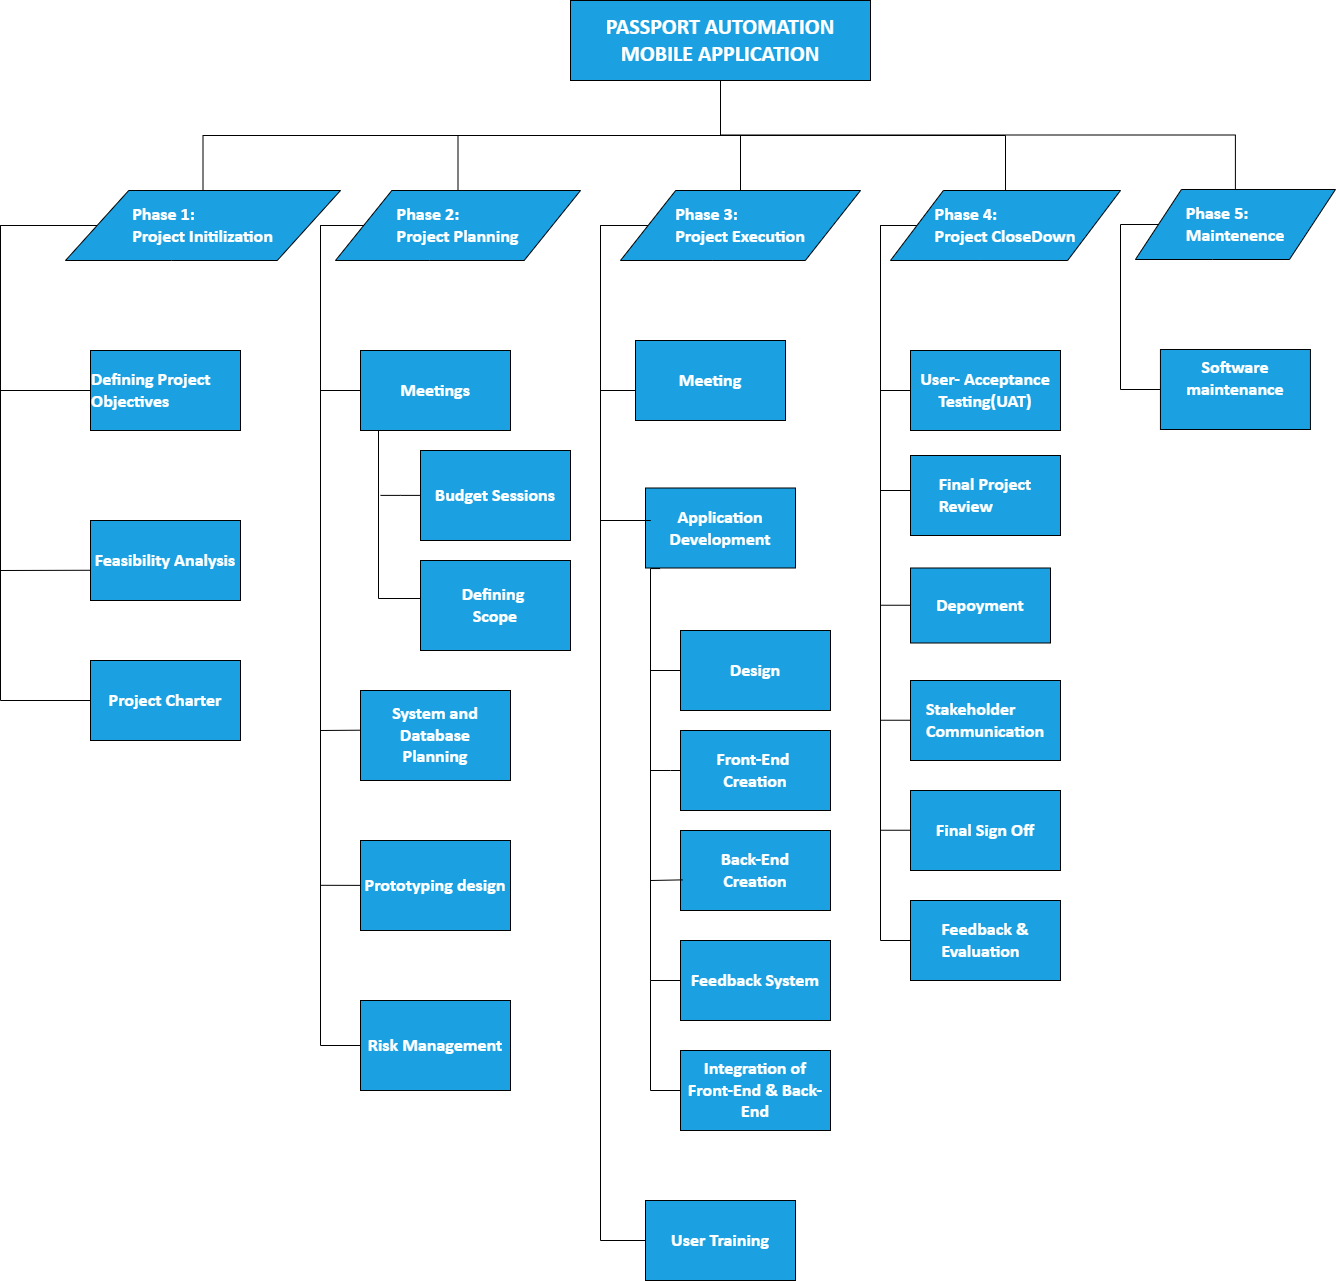 PASSPORT AUTOMATION
MOBILE APPLICATION
Phase 1:
Project Initilization
Defining Project
Objectives
Feasibility Analysis
Project Charter
Phase 2:
Project Planning
Meetings
Budget Sessions
Defining
Scope
System and
Database
Planning
Prototyping design
Risk Management
Phase 3:
Project Execution
Meeting
Application
Development
Design
Front-End
Creation
Back-End
Creation
Feedback System
Integration of
Front-End & Back-
End
User Training
Phase 4:
Project CloseDown
User- Acceptance
Testing(UAT)
Final Project
Review
Depoyment
Stakeholder
Communication
Final Sign Off
Feedback &
Evaluation
Phase 5:
Maintenence
Software
maintenance